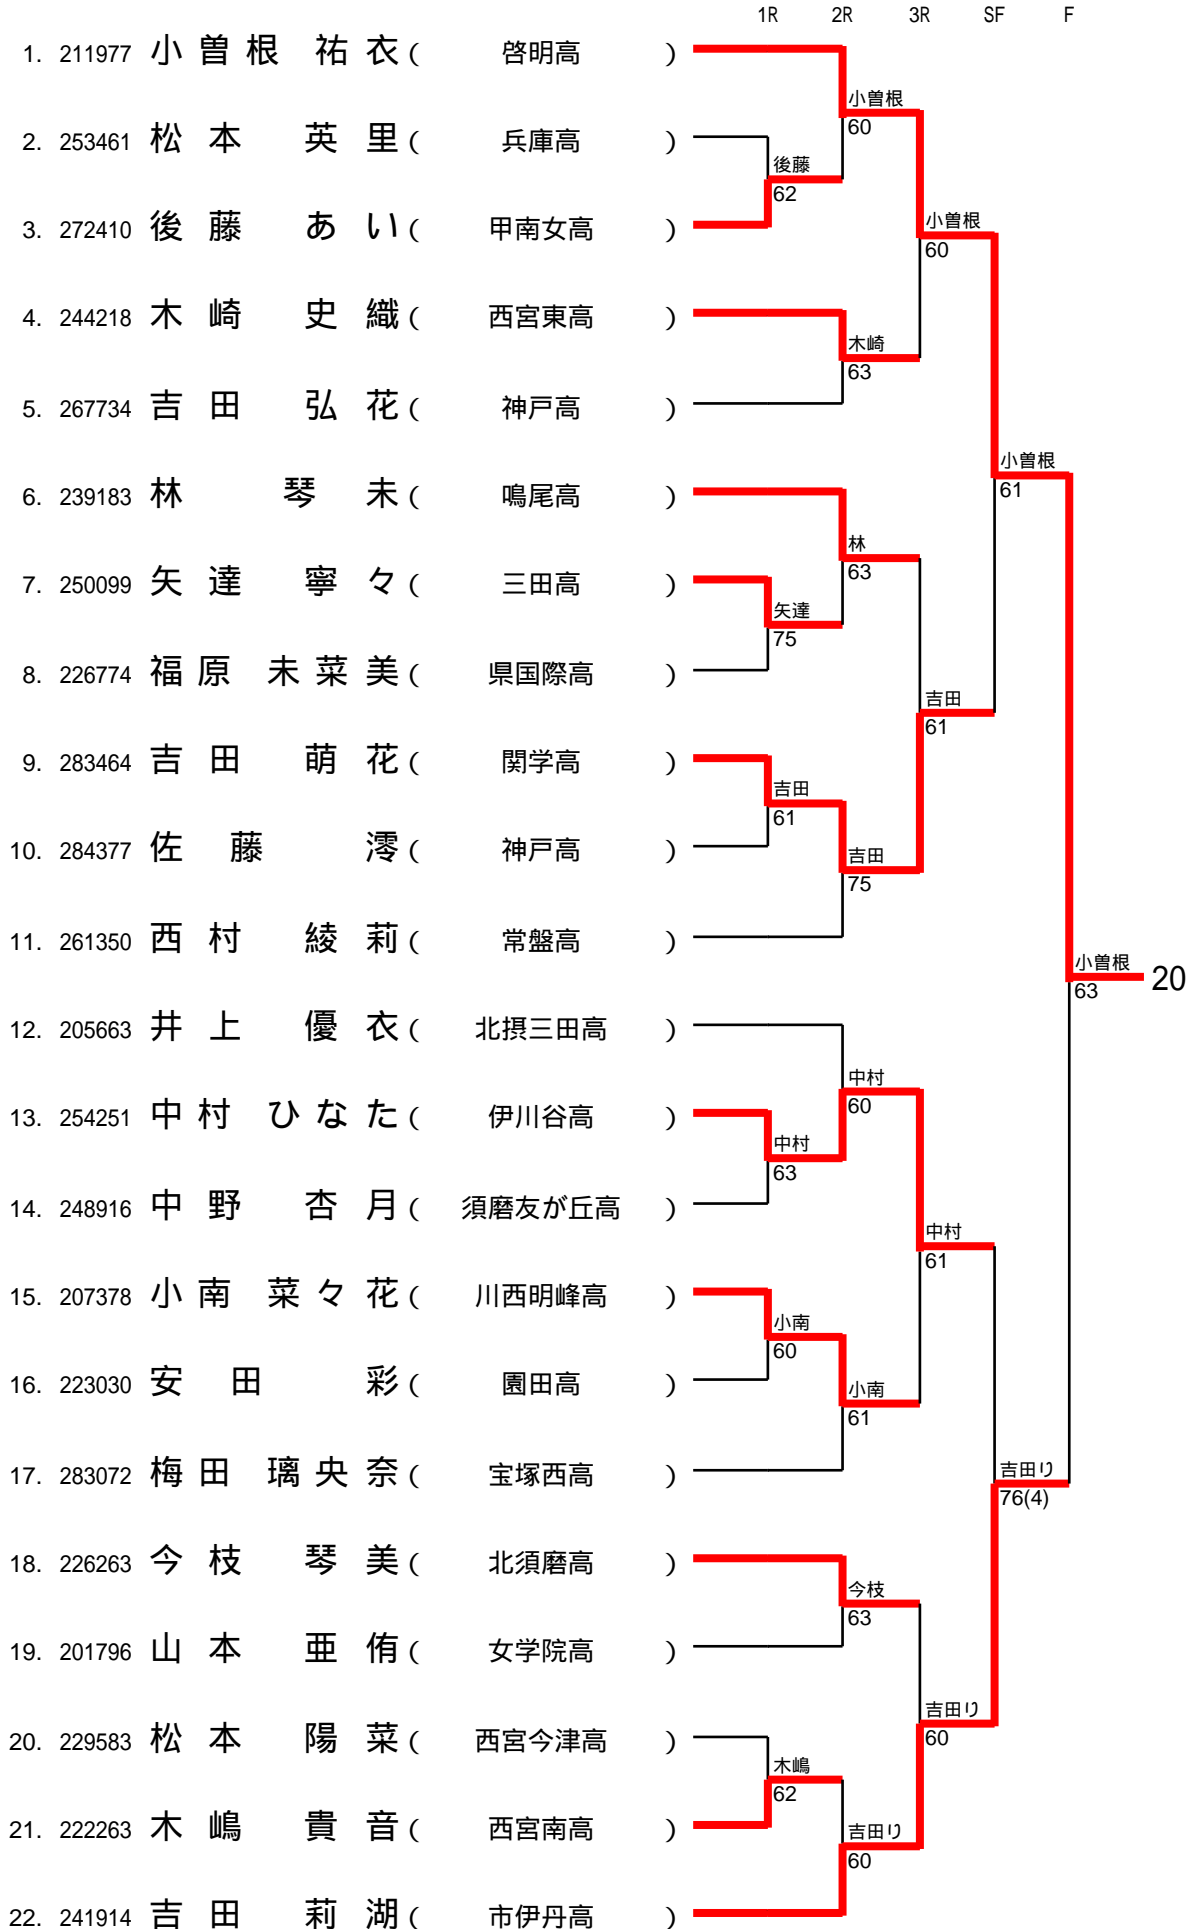 1R 2R 3R SF F
1. 211977 小曽根 祐衣 ( 啓明高 )
小曽根
60
2. 253461 松本 英里 ( 兵庫高 )
後藤
62
3. 272410 後藤 あい ( 甲南女高 )
小曽根
60
4. 244218 木崎 史織 ( 西宮東高 )
木崎
63
5. 267734 吉田 弘花 ( 神戸高 )
小曽根
61
6. 239183 林 琴未 ( 鳴尾高 )
林
63
7. 250099 矢達 寧々 ( 三田高 )
矢達
75
8. 226774 福原 未菜美 ( 県国際高 )
吉田
61
9. 283464 吉田 萌花 ( 関学高 )
吉田
61
10. 284377 佐藤 澪 ( 神戸高 )
吉田
75
11. 261350 西村 綾莉 ( 常盤高 )
小曽根
63
20
12. 205663 井上 優衣 ( 北摂三田高 )
中村
60
13. 254251 中村 ひなた ( 伊川谷高 )
中村
63
14. 248916 中野 杏月 ( 須磨友が丘高 )
中村
61
15. 207378 小南 菜々花 ( 川西明峰高 )
小南
60
16. 223030 安田 彩 ( 園田高 )
小南
61
17. 283072 梅田 璃央奈 ( 宝塚西高 )
吉田り
76(4)
18. 226263 今枝 琴美 ( 北須磨高 )
今枝
63
19. 201796 山本 亜侑 ( 女学院高 )
吉田り
60
20. 229583 松本 陽菜 ( 西宮今津高 )
木嶋
62
21. 222263 木嶋 貴音 ( 西宮南高 )
吉田り
60
22. 241914 吉田 莉湖 ( 市伊丹高 )